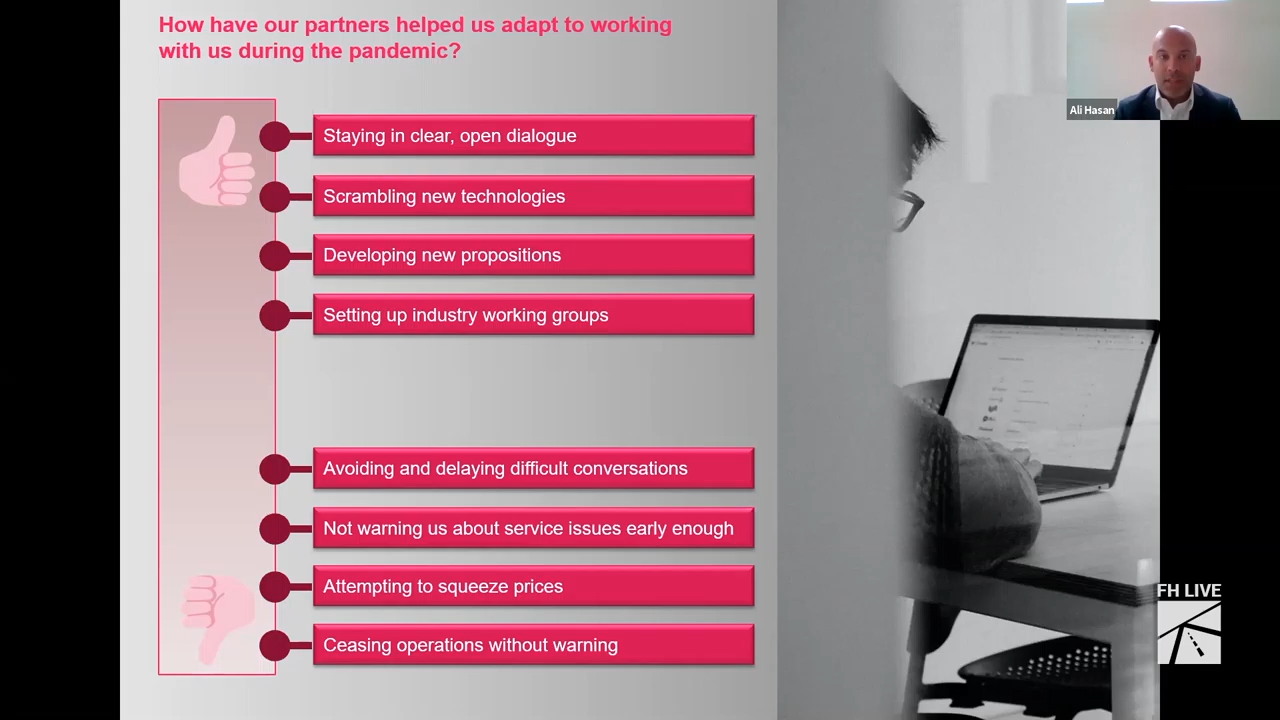 How have our partners helped us adapt to working
with us during the pandemic?
Ali Hasan
Staying in clear, open dialogue
Scrambling new technologies
Developing new propositions
Setting up industry working groups
Avoiding and delaying difficult conversations
Not warning us about service issues early enough
Attempting to squeeze prices
Ceasing operations without warning
FH LIVE